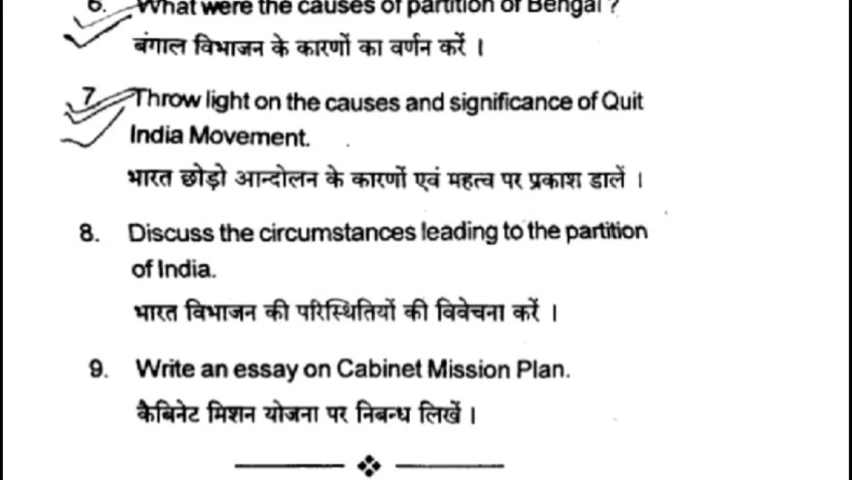 6. What were the causes of partition of Bengal?
बंगाल विभाजन के कारणों का वर्णन करें ।
7. Throw light on the causes and significance of Quit
India Movement.
भारत छोड़ो आन्दोलन के कारणों एवं महत्व पर प्रकाश डालें ।
8. Discuss the circumstances leading to the partition
of India.
भारत विभाजन की परिस्थितियों की विवेचना करें ।
9. Write an essay on Cabinet Mission Plan.
कैबिनेट मिशन योजना पर निबन्ध लिखें ।